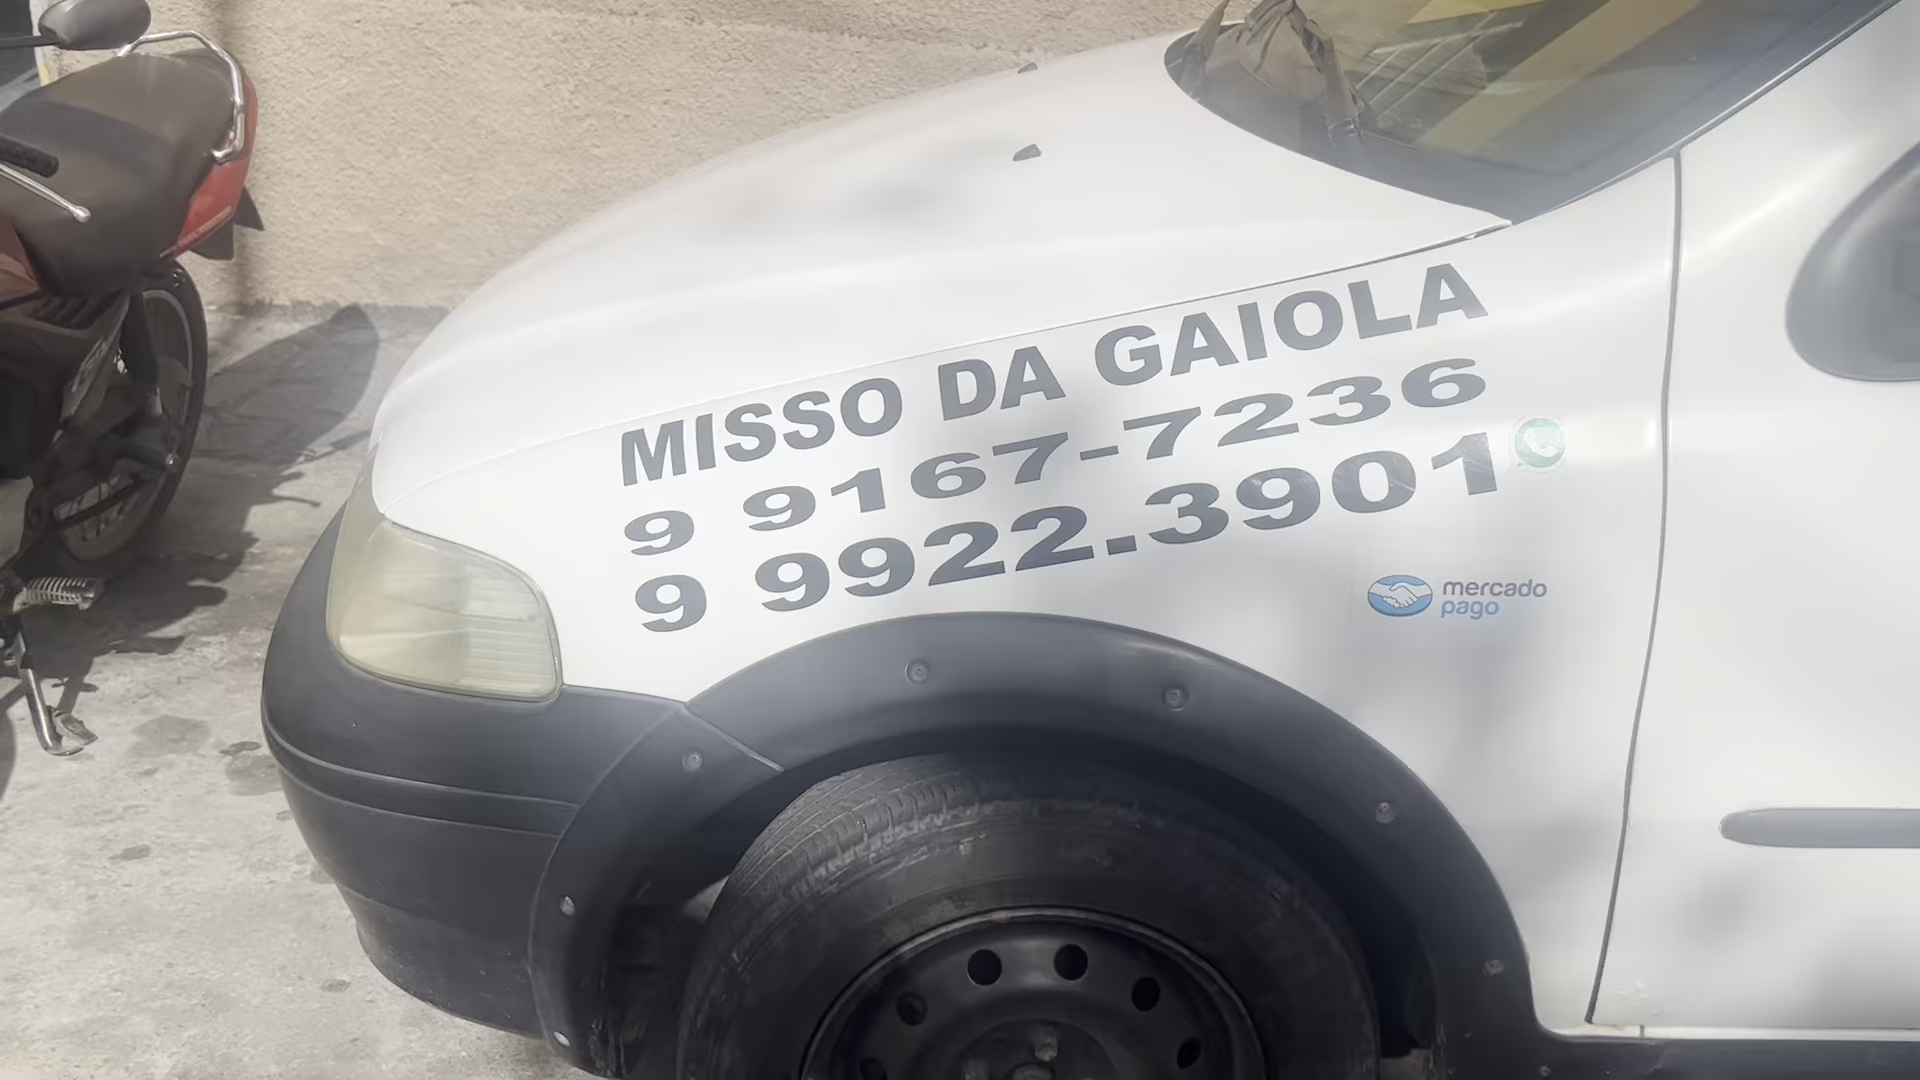 MISSO DA GAIOLA
9 9167-7236
9 9922.3901
mercado
pago